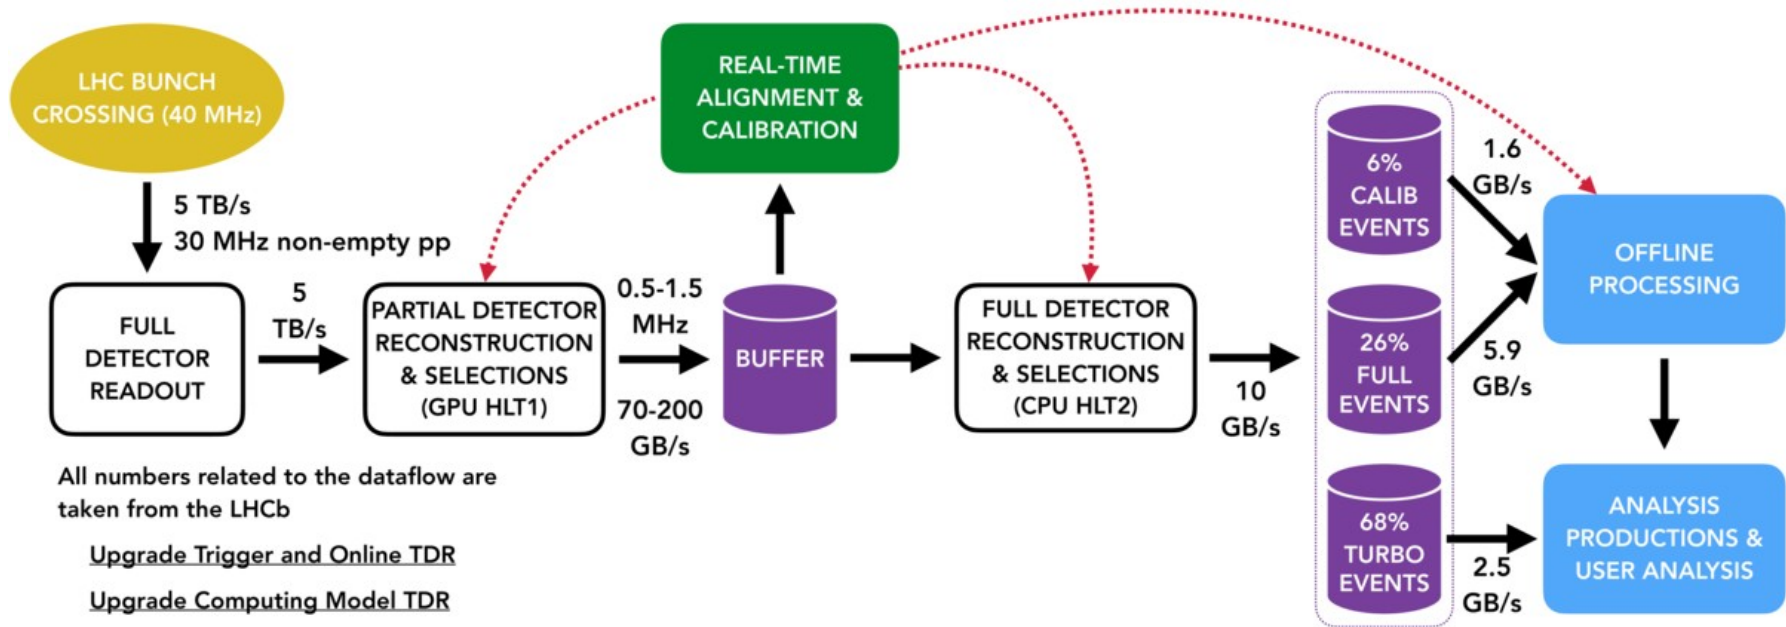 LHC BUNCH
CROSSING (40 MHz)
5 TB/s
30 MHz non-empty pp
FULL
DETECTOR
READOUT
5
TB/s
PARTIAL DETECTOR
RECONSTRUCTION
& SELECTIONS
(GPU HLT1)
0.5-1.5
MHz
70-200
GB/s
BUFFER
REAL-TIME
ALIGNMENT &
CALIBRATION
FULL DETECTOR
RECONSTRUCTION
& SELECTIONS
(CPU HLT2)
10
GB/s
6%
CALIB
EVENTS
26%
FULL
EVENTS
68%
TURBO
EVENTS
1.6
GB/s
5.9
GB/s
2.5
GB/s
OFFLINE
PROCESSING
ANALYSIS
PRODUCTIONS &
USER ANALYSIS
All numbers related to the dataflow are
taken from the LHCb
Upgrade Trigger and Online TDR
Upgrade Computing Model TDR